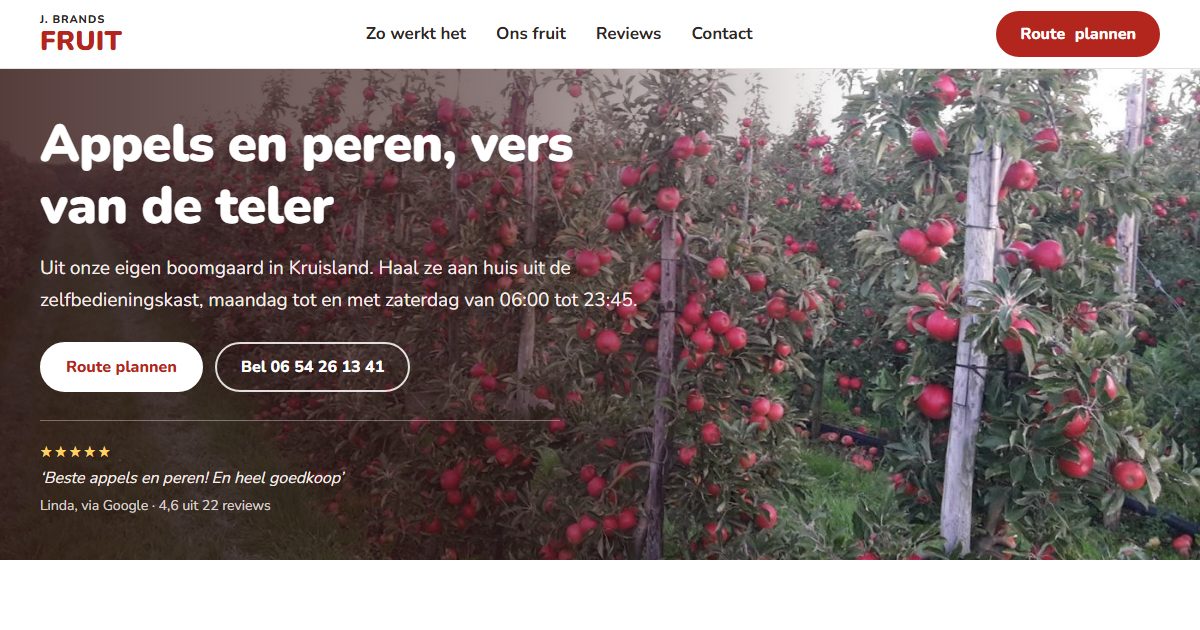 J. BRANDS
FRUIT
Zo werkt het
Ons fruit
Reviews
Contact
Route plannen
Appels en peren, vers
van de teler
Uit onze eigen boomgaard in Kruisland. Haal ze aan huis uit de
zelfbedieningskast, maandag tot en met zaterdag van 06:00 tot 23:45.
Route plannen
Bel 06 54 26 13 41
★★★★★
‘Beste appels en peren! En heel goedkoop’
Linda, via Google · 4,6 uit 22 reviews